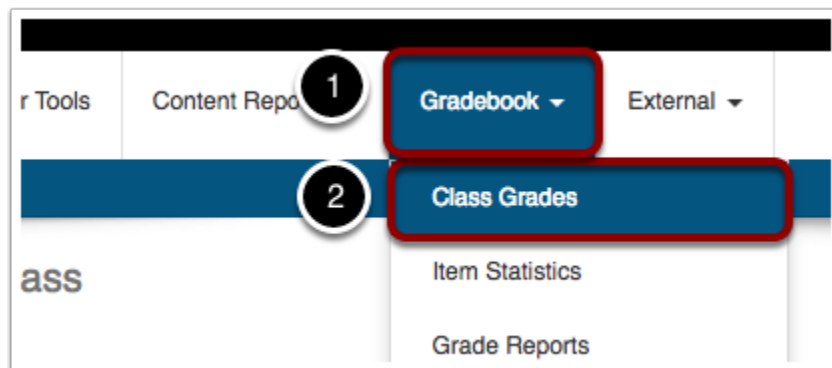 1
r Tools Content Repo Gradebook External
2 Class Grades
ass
Item Statistics
Grade Reports